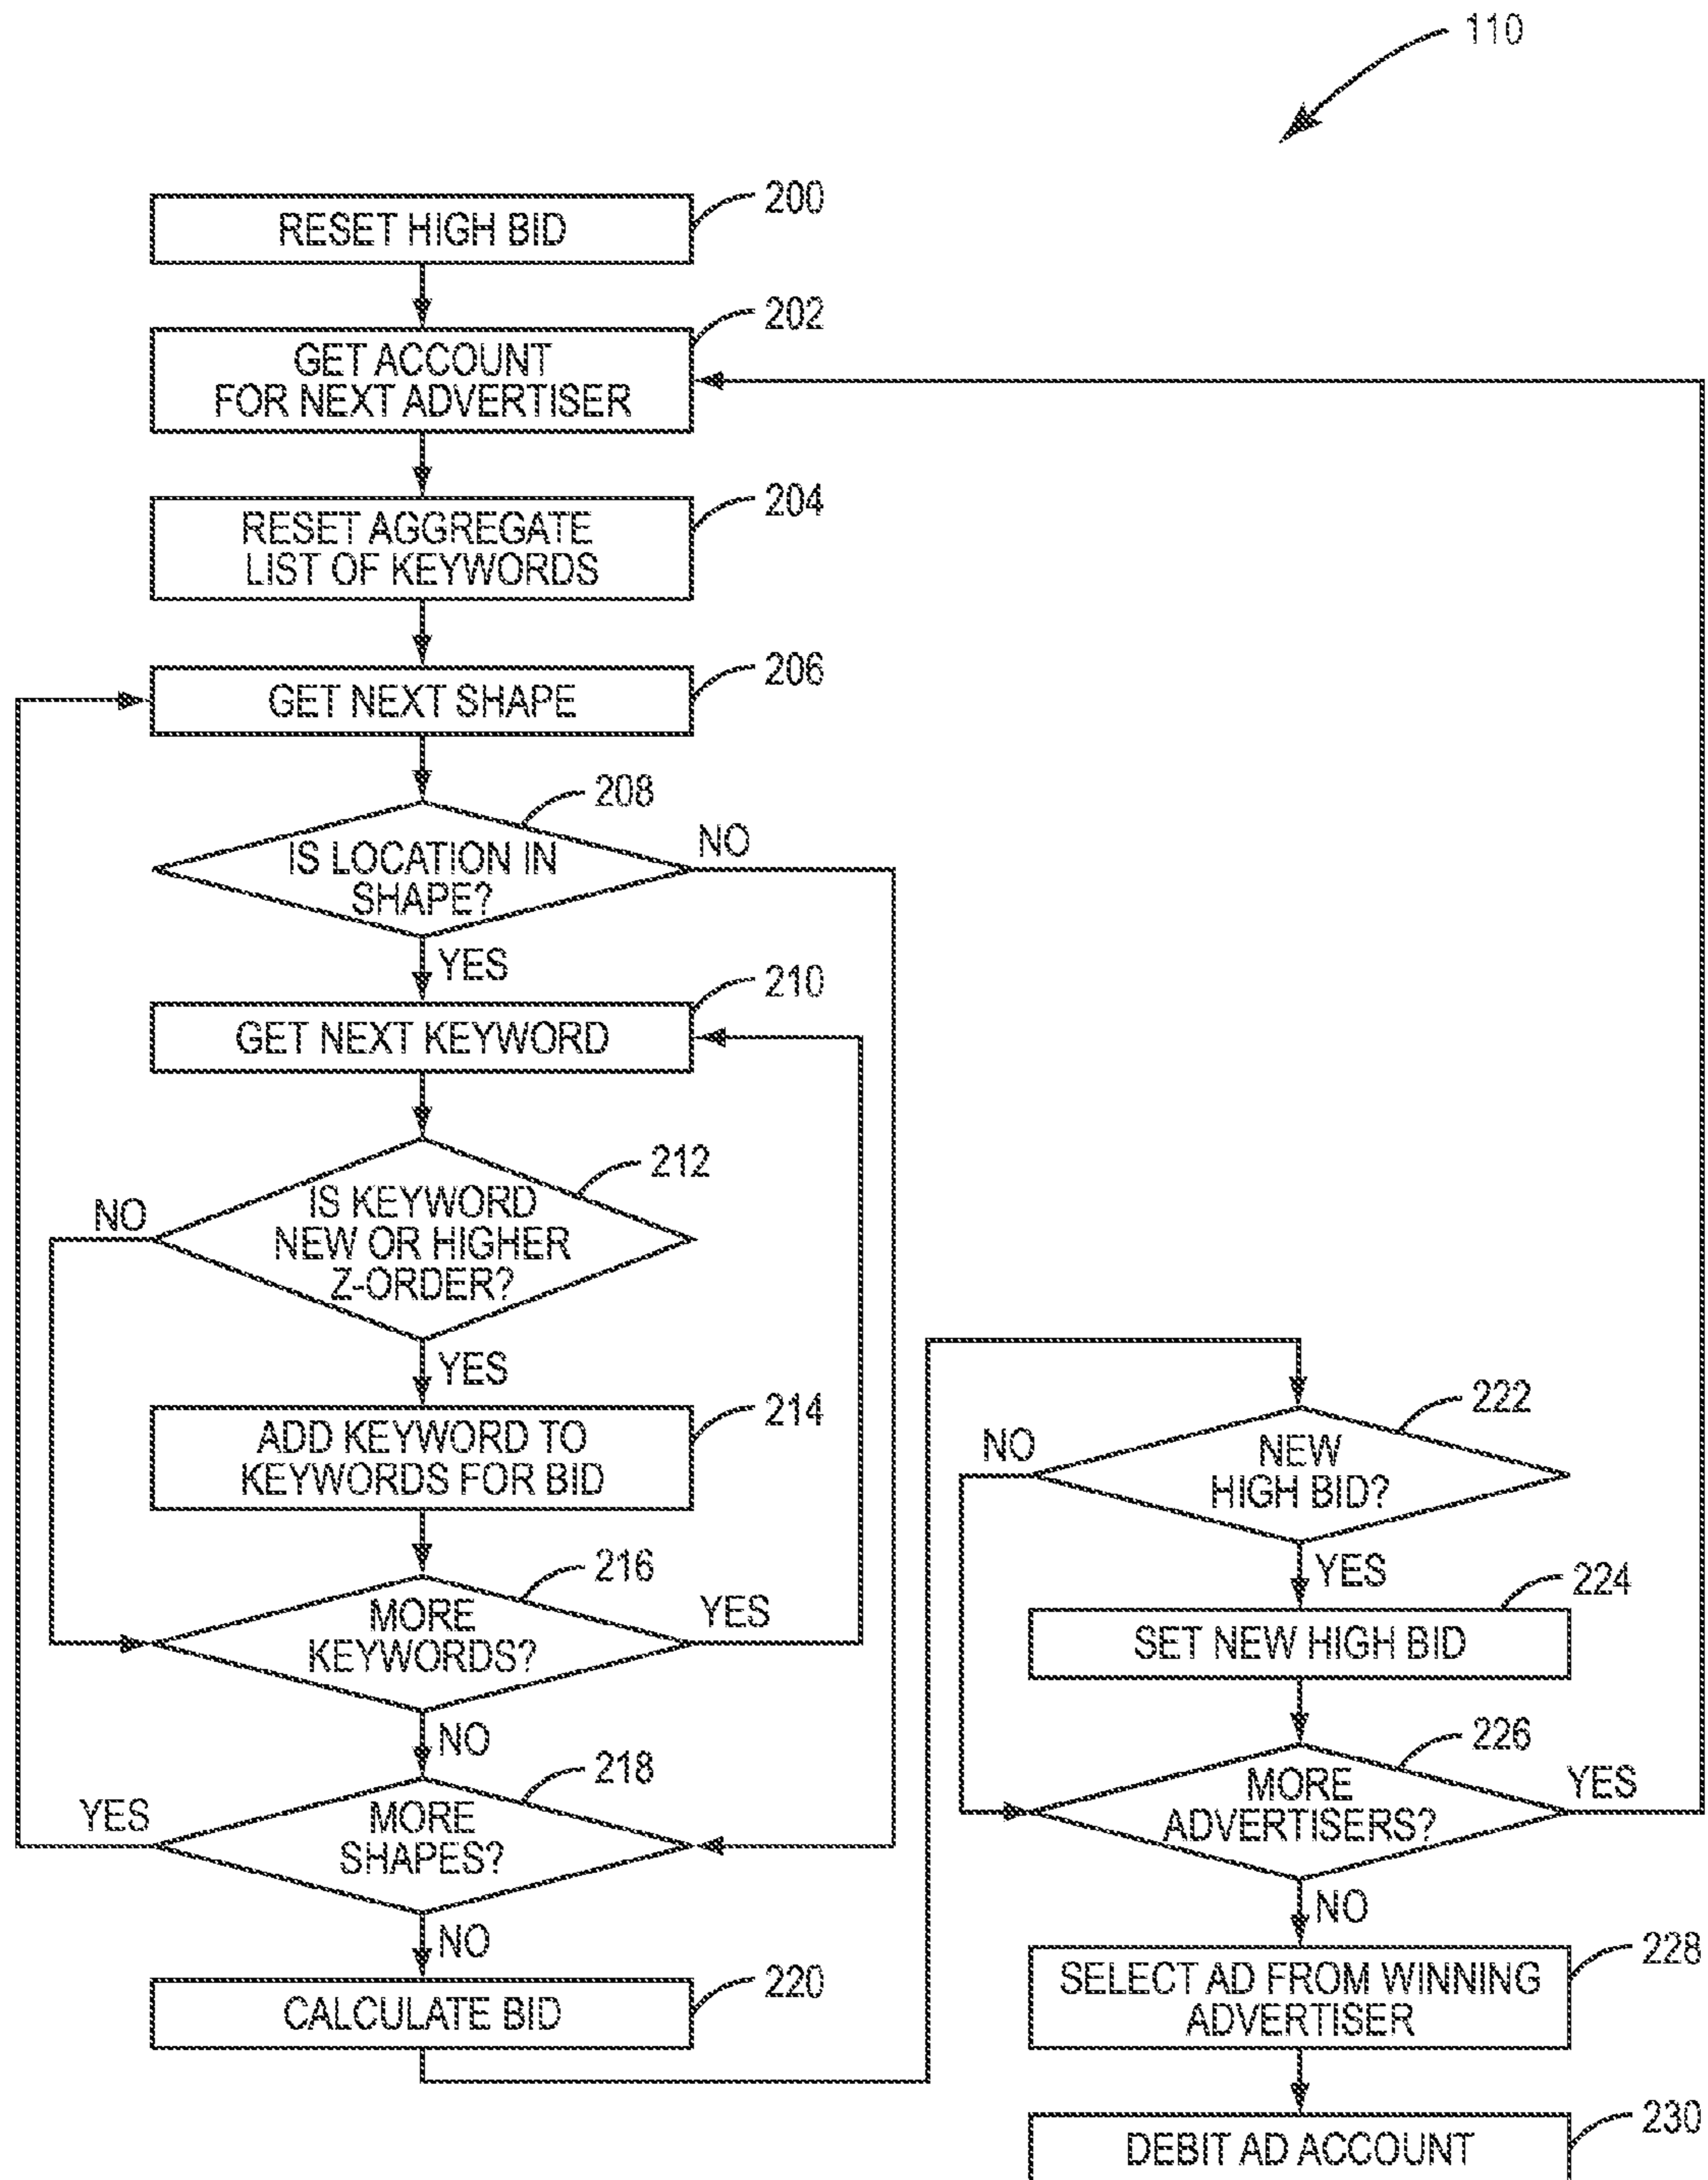 110
200
RESET HIGH BID
202
GET ACCOUNT
FOR NEXT ADVERTISER
204
RESET AGGREGATE
LIST OF KEYWORDS
206
GET NEXT SHAPE
208
NO
IS LOCATION IN
SHAPE?
YES
210
GET NEXT KEYWORD
212
NO
IS KEYWORD
NEW OR HIGHER
Z-ORDER?
YES
214
ADD KEYWORD TO
KEYWORDS FOR BID
216
YES
MORE
KEYWORDS?
NO
218
YES
MORE
SHAPES?
NO
220
CALCULATE BID
222
NO
NEW
HIGH BID?
YES
224
SET NEW HIGH BID
226
YES
MORE
ADVERTISERS?
NO
228
SELECT AD FROM WINNING
ADVERTISER
230
DEBIT AD ACCOUNT